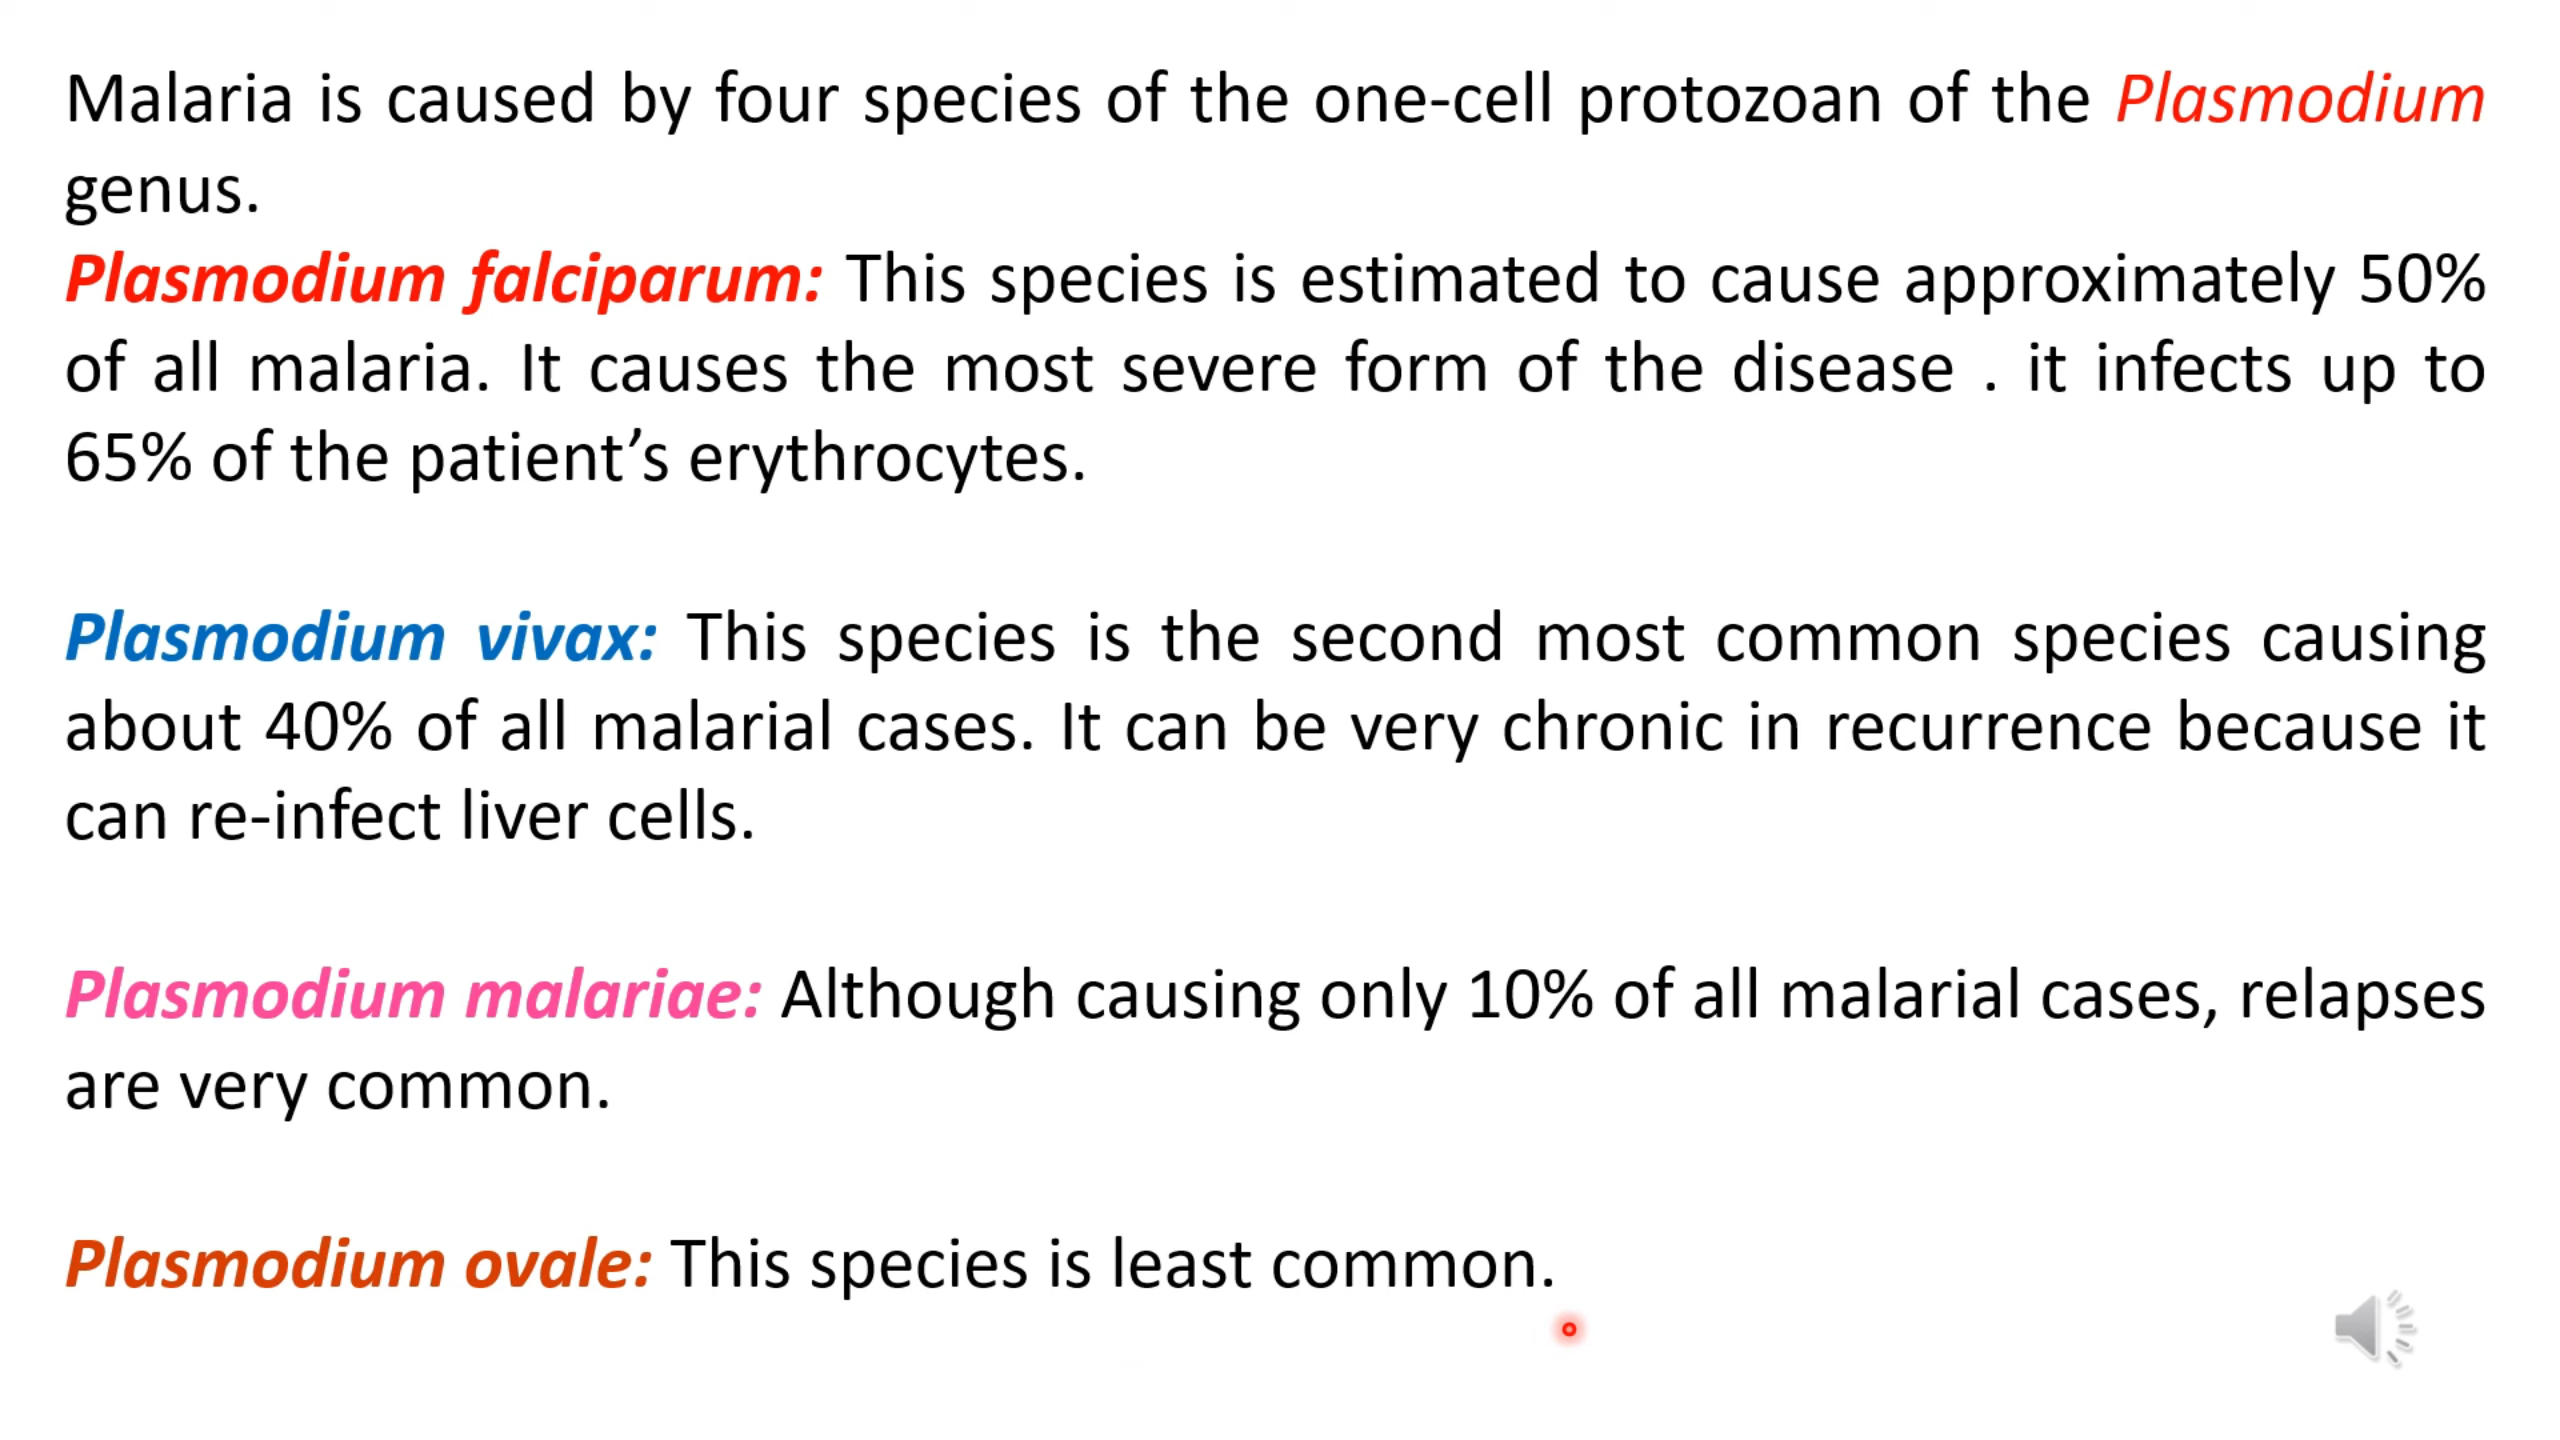 Malaria is caused by four species of the one-cell protozoan of the Plasmodium
genus.
Plasmodium falciparum: This species is estimated to cause approximately 50%
of all malaria. It causes the most severe form of the disease . it infects up to
65% of the patient’s erythrocytes.
Plasmodium vivax: This species is the second most common species causing
about 40% of all malarial cases. It can be very chronic in recurrence because it
can re-infect liver cells.
Plasmodium malariae: Although causing only 10% of all malarial cases, relapses
are very common.
Plasmodium ovale: This species is least common.